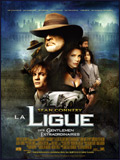 SEAN CONNERY
LA
LIGUE
DES GENTLEMEN
EXTRAORDINAIRES